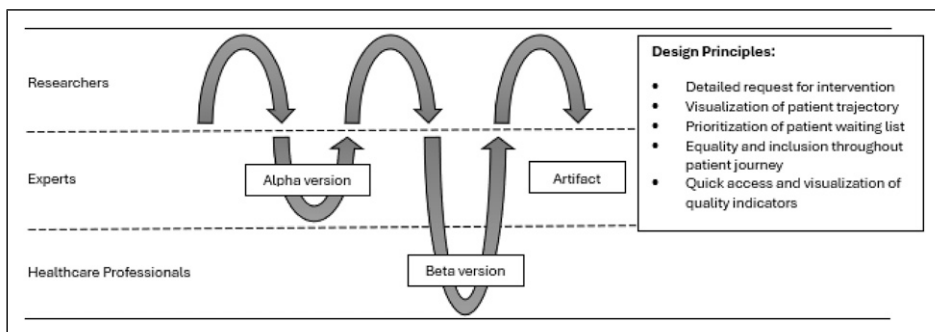 Researchers
Experts
Healthcare Professionals
Alpha version
Beta version
Artifact
Design Principles:
• Detailed request for intervention
• Visualization of patient trajectory
• Prioritization of patient waiting list
• Equality and inclusion throughout
patient journey
• Quick access and visualization of
quality indicators